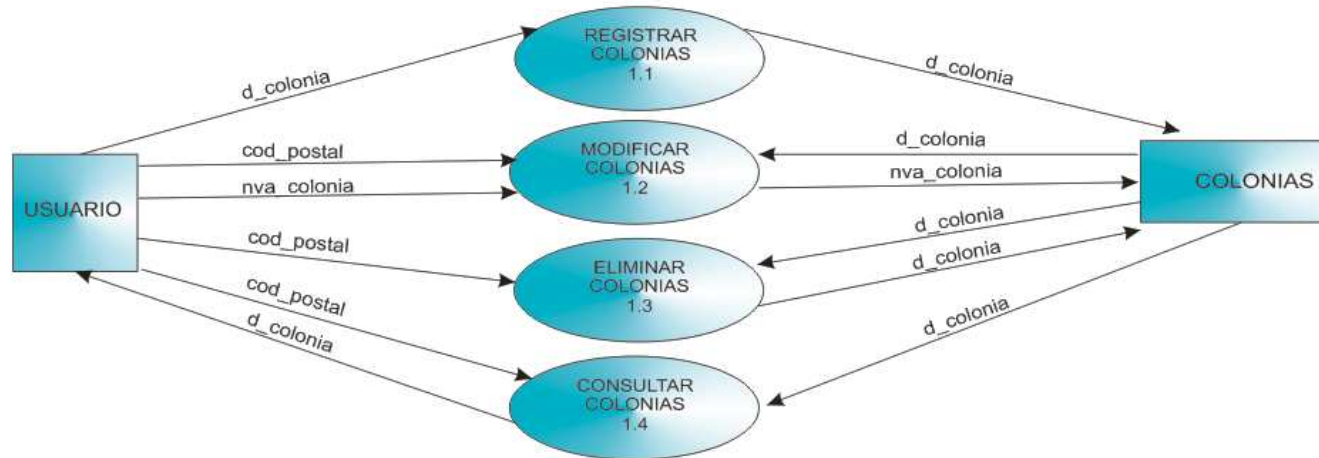 REGISTRAR
COLONIAS
1.1
d_colonia
d_colonia
cod_postal
nva_colonia
MODIFICAR
COLONIAS
1.2
d_colonia
nva_colonia
USUARIO
COLONIAS
cod_postal
ELIMINAR
COLONIAS
1.3
d_colonia
d_colonia
cod_postal
d_colonia
CONSULTAR
COLONIAS
1.4
d_colonia